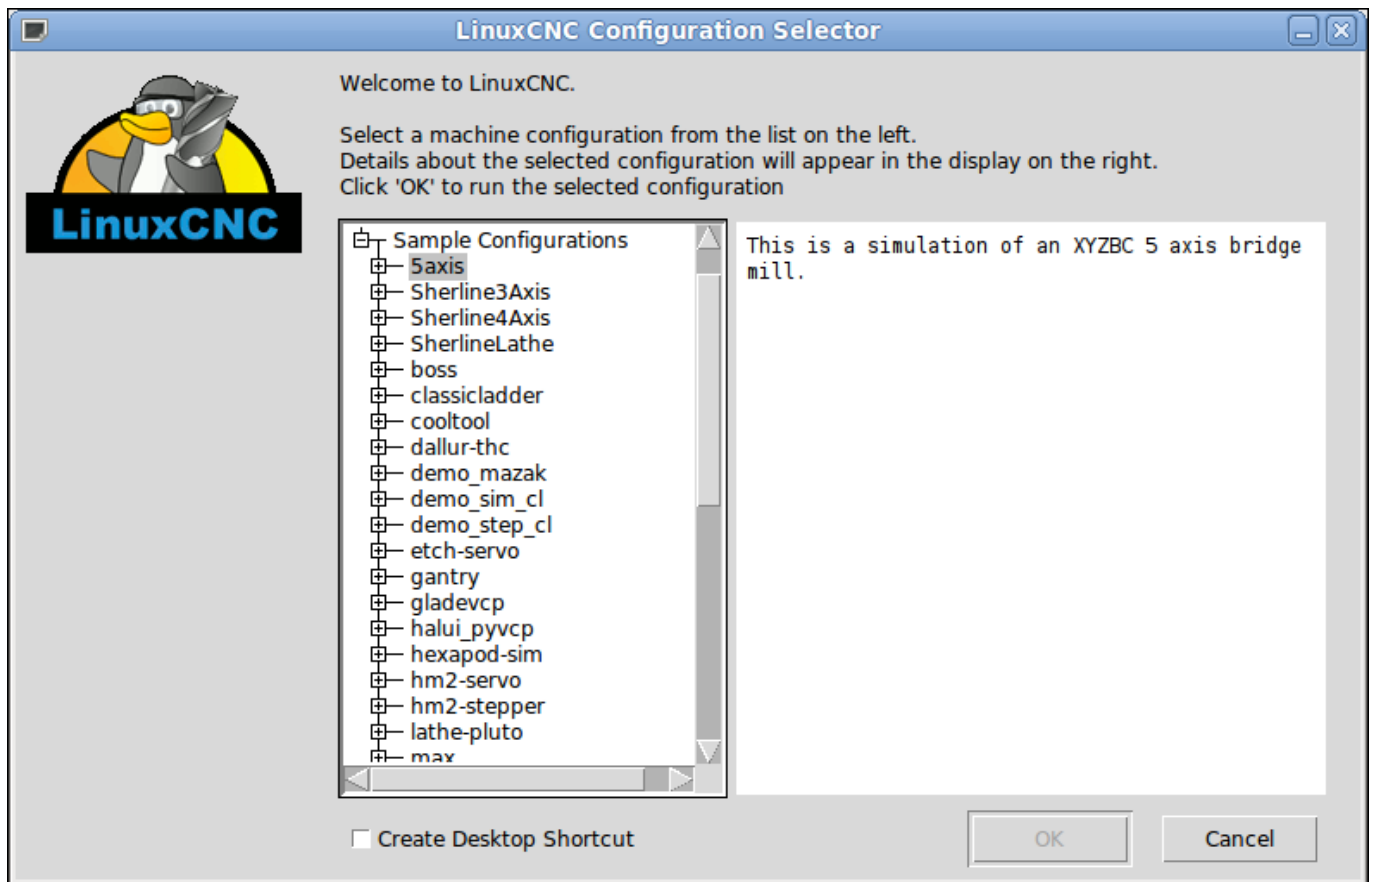 LinuxCNC Configuration Selector
LinuxCNC
Welcome to LinuxCNC.
Select a machine configuration from the list on the left.
Details about the selected configuration will appear in the display on the right.
Click 'OK' to run the selected configuration
Sample Configurations
5axis
Sherline3Axis
Sherline4Axis
SherlineLathe
boss
classicladder
cooltool
dallur-thc
demo_mazak
demo_sim_cl
demo_step_cl
etch-servo
gantry
gladevcp
halui_pyvcp
hexapod-sim
hm2-servo
hm2-stepper
lathe-pluto
max
This is a simulation of an XYZBC 5 axis bridge
mill.
Create Desktop Shortcut
OK
Cancel